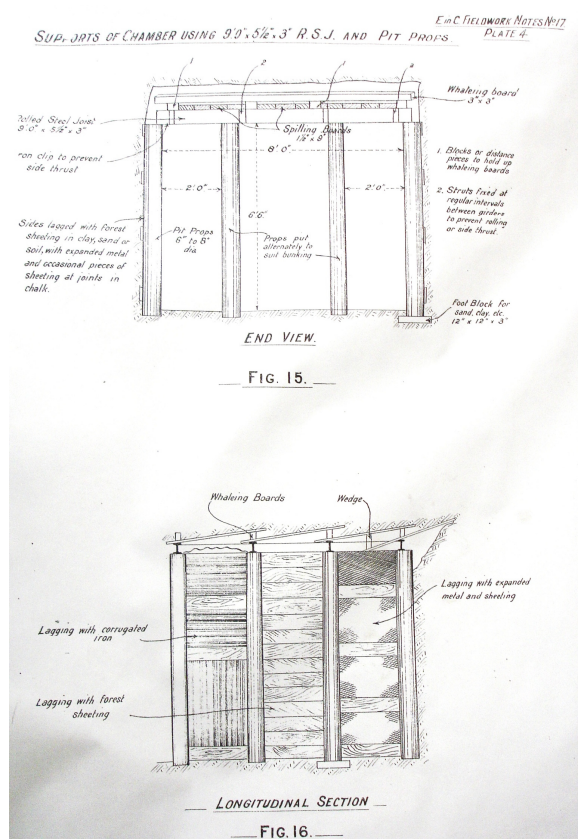 E in C. FIELDWORK NOTES No 17
PLATE 4.
SUPPORTS OF CHAMBER USING 9'0" x 5½" x 3" R.S.J. AND PIT PROPS.
1
2
1
2
Whaleing board
3" x 3"
Rolled Steel Joist
9'.0" x 5½" x 3"
Spilling Boards
1½" x 9"
8'.0"
Iron clip to prevent
side thrust
1. Blocks or distance
pieces to hold up
whaleing boards
2'.0"
2'.0"
2. Struts fixed at
regular intervals
between girders
to prevent rolling
or side thrust.
6'6"
Sides lagged with forest
sheeting in clay, sand or
soil, with expanded metal
and occasional pieces of
sheeting at joints in
chalk.
Pit Props
6" to 8"
dia
Props put
alternately to
suit bunking
Foot Block for
sand, clay, etc.
12" x 12" x 3"
END VIEW.
FIG. 15.
Whaleing Boards
Wedge
Lagging with expanded
metal and sheeting
Lagging with corrugated
iron
Lagging with forest
sheeting
LONGITUDINAL SECTION
FIG. 16.